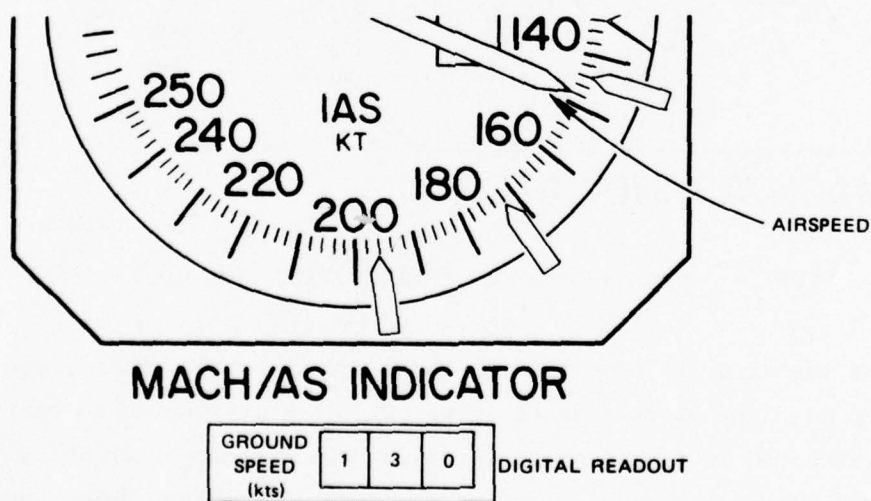 140
250
IAS
160
240
KT
180
220
200
AIRSPEED
MACH/AS INDICATOR
GROUND
SPEED
(kts)
1 3 0
DIGITAL READOUT